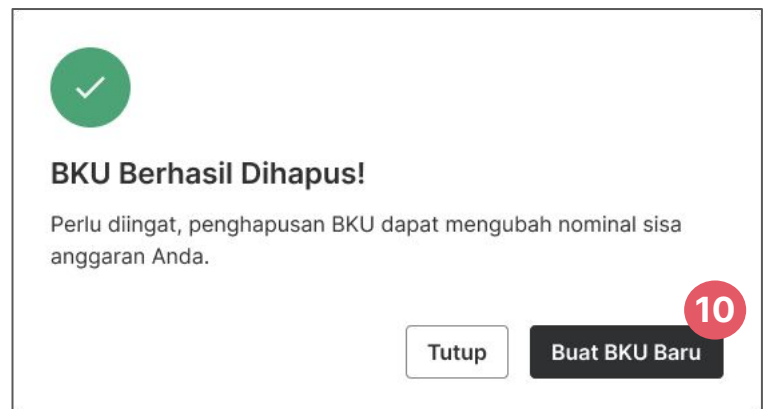 BKU Berhasil Dihapus!
Perlu diingat, penghapusan BKU dapat mengubah nominal sisa
anggaran Anda.
10
Tutup
Buat BKU Baru